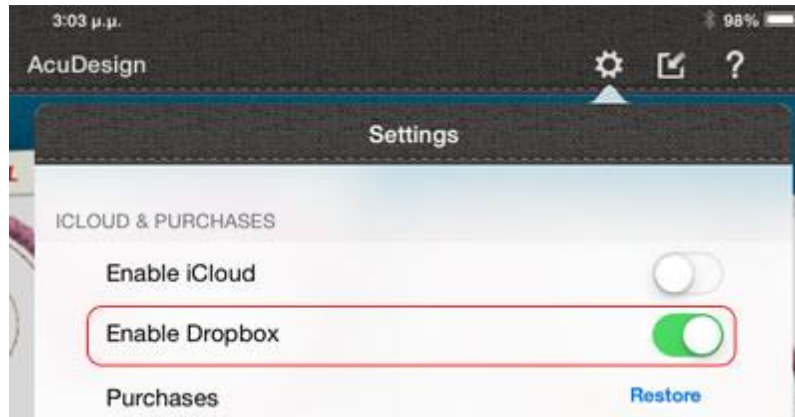 3:03 μ.μ.
98%
AcuDesign
?
Settings
ICLOUD & PURCHASES
Enable iCloud
Enable Dropbox
Purchases
Restore